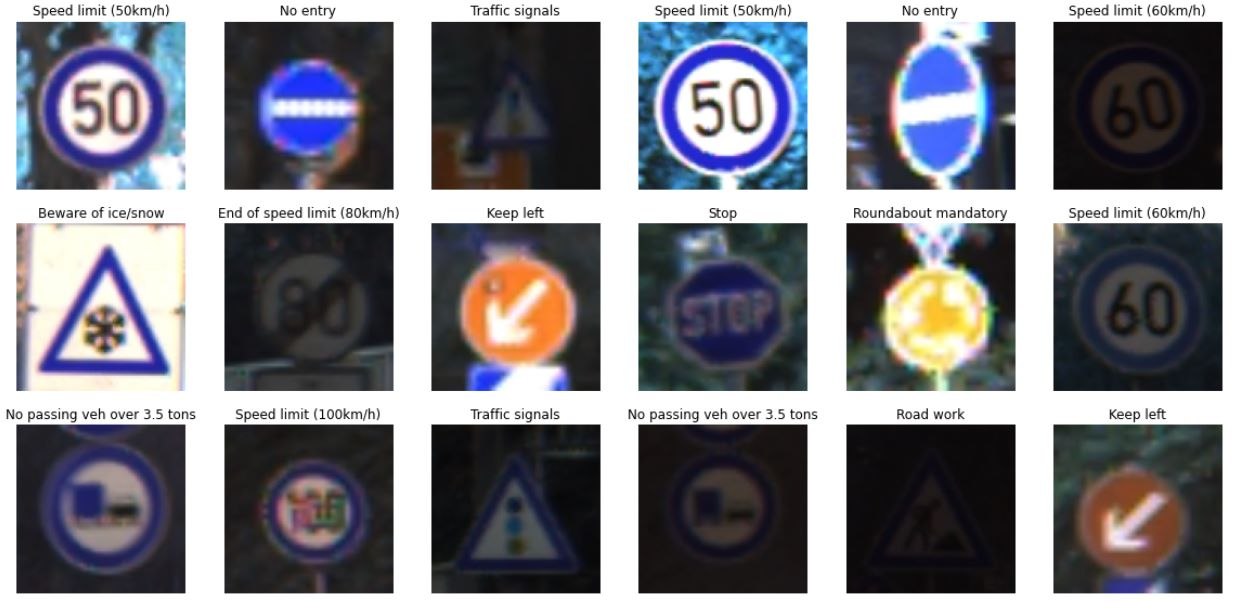 Speed limit (50km/h)
No entry
Traffic signals
Speed limit (50km/h)
No entry
Speed limit (60km/h)
50
50
60
Beware of ice/snow
End of speed limit (80km/h)
Keep left
Stop
Roundabout mandatory
Speed limit (60km/h)
80
STOP
60
No passing veh over 3.5 tons
Speed limit (100km/h)
Traffic signals
No passing veh over 3.5 tons
Road work
Keep left